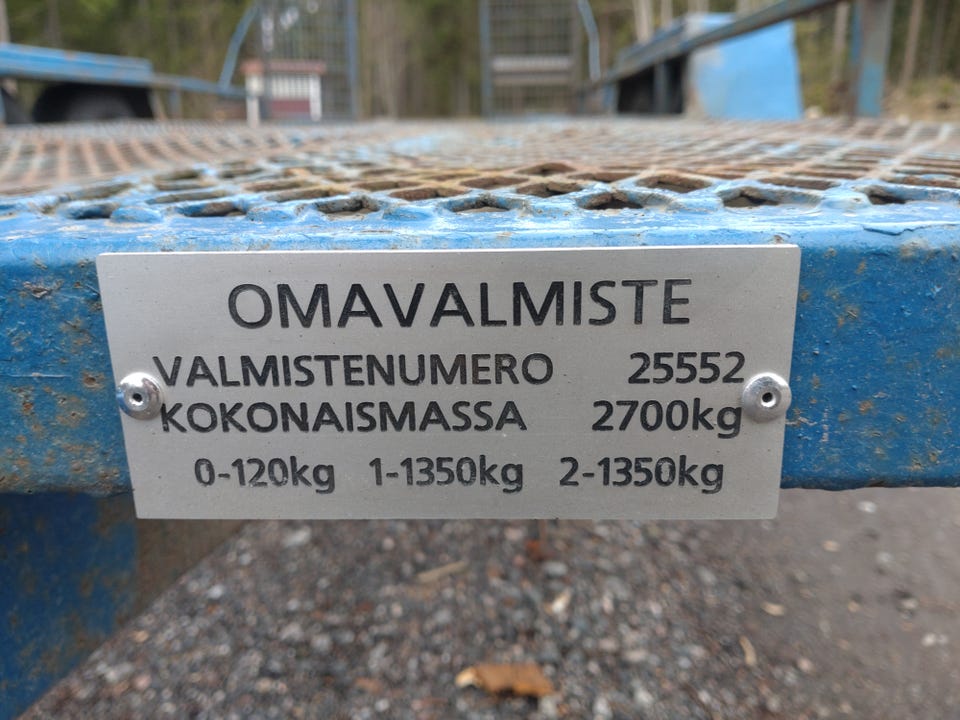 OMAVALMISTE
VALMISTENUMERO 25552
KOKONAISMASSA 2700kg
0-120kg 1-1350kg 2-1350kg